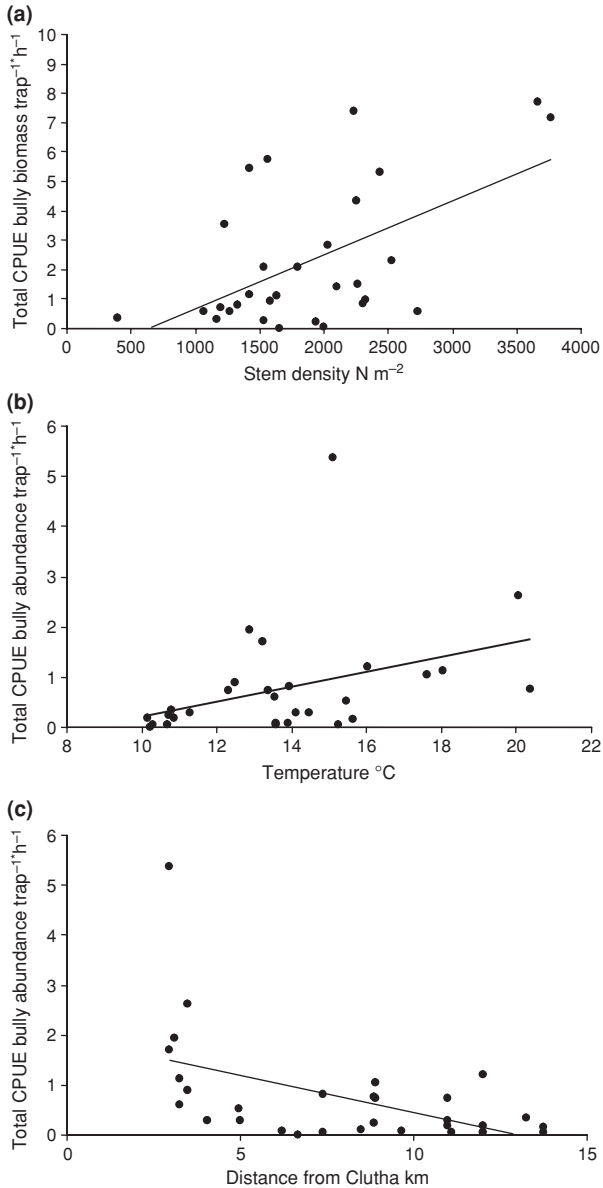 (a)
Total CPUE bully biomass trap⁻¹*h⁻¹
10
9
8
7
6
5
4
3
2
1
0
0 500 1000 1500 2000 2500 3000 3500 4000
Stem density N m⁻²
(b)
Total CPUE bully abundance trap⁻¹*h⁻¹
6
5
4
3
2
1
0
8 10 12 14 16 18 20 22
Temperature °C
(c)
Total CPUE bully abundance trap⁻¹*h⁻¹
6
5
4
3
2
1
0
0 5 10 15
Distance from Clutha km